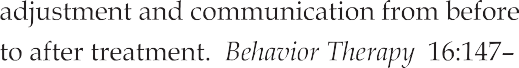 adjustment and communication from before
to after treatment. Behavior Therapy 16:147–